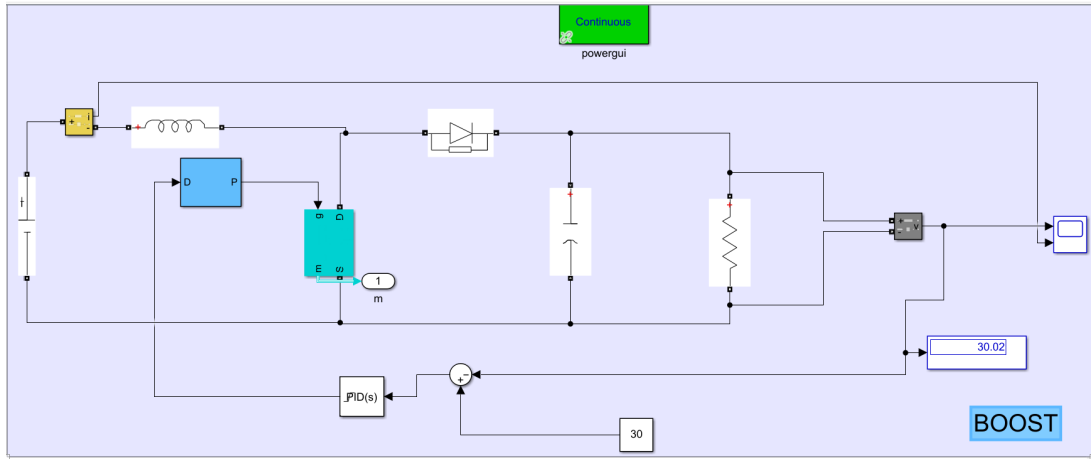 Continuous
powergui
+
-
i
-
+
D
P
g
G
m
S
1
m
+
-
v
30.02
PID(s)
+
-
30
BOOST